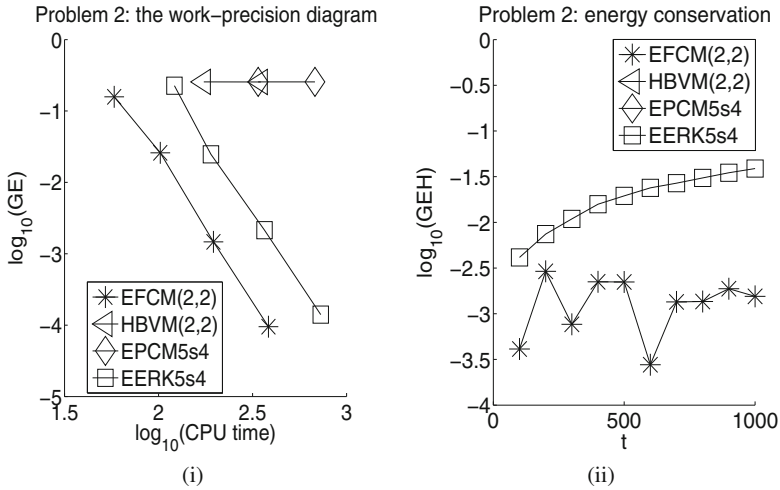 Problem 2: the work−precision diagram
0
−1
−2
−3
−4
−5
log10(GE)
EFCM(2,2)
HBVM(2,2)
EPCM5s4
EERK5s4
1.5
2
2.5
3
log10(CPU time)
(i)
Problem 2: energy conservation
0
−0.5
−1
−1.5
−2
−2.5
−3
−3.5
−4
log10(GEH)
EFCM(2,2)
HBVM(2,2)
EPCM5s4
EERK5s4
0
500
1000
t
(ii)